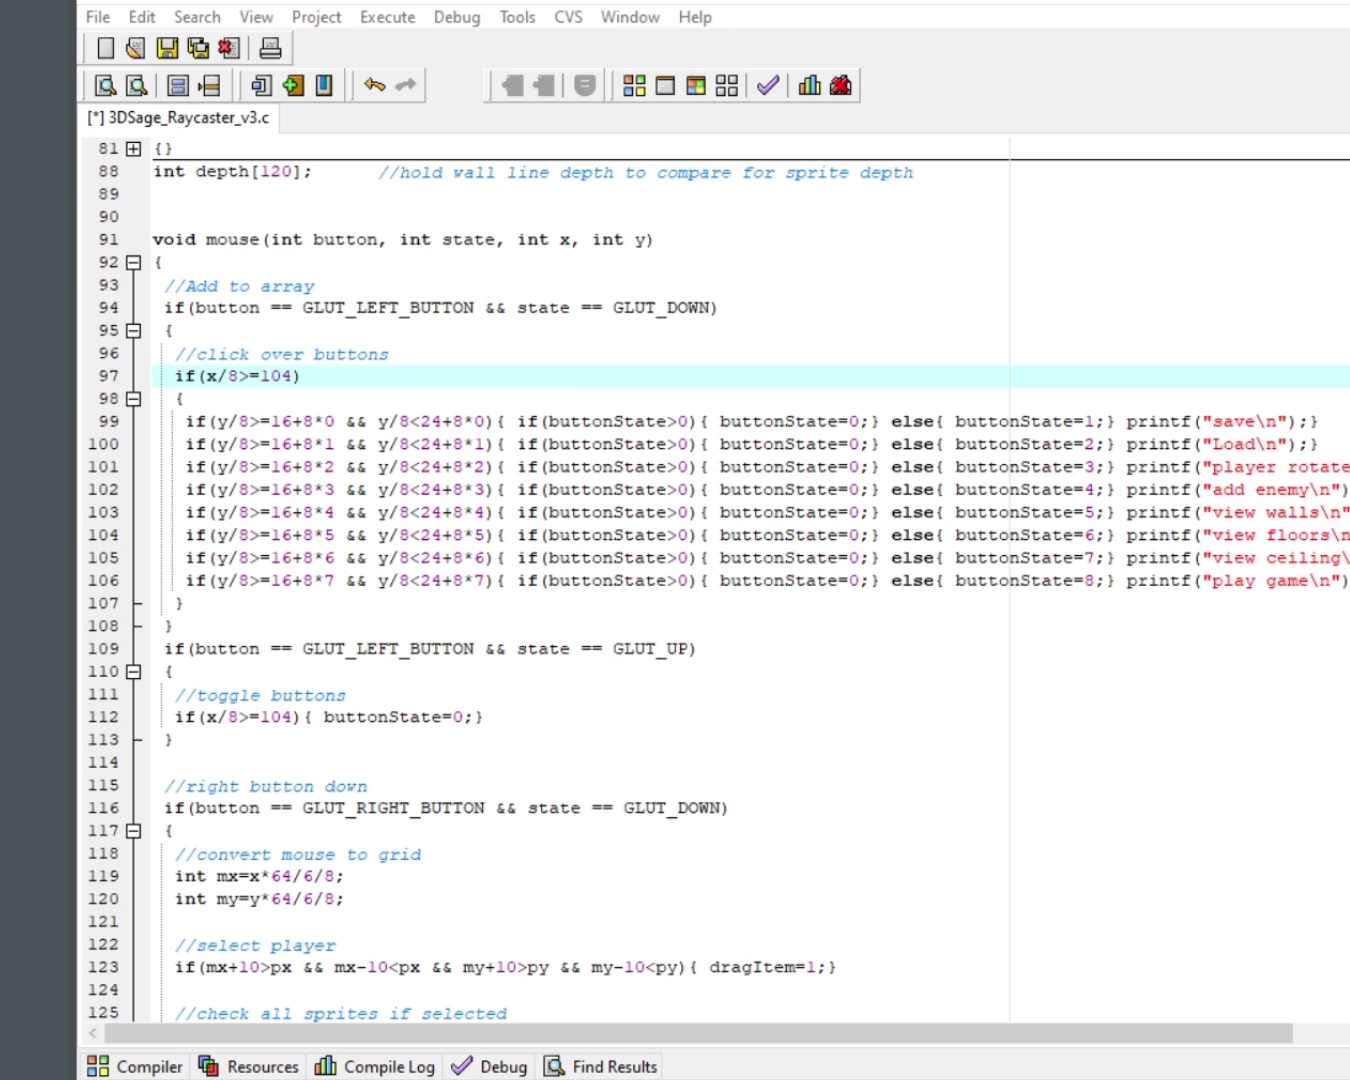 File Edit Search View Project Execute Debug Tools CVS Window Help
[*] 3DSage_Raycaster_v3.c
81 {}
88 int depth[120]; //hold wall line depth to compare for sprite depth
89
90
91 void mouse(int button, int state, int x, int y)
92 {
93 //Add to array
94 if(button == GLUT_LEFT_BUTTON && state == GLUT_DOWN)
95 {
96 //click over buttons
97 if(x/8>=104)
98 {
99 if(y/8>=16+8*0 && y/8<24+8*0){ if(buttonState>0){ buttonState=0;} else{ buttonState=1;} printf("save\n");}
100 if(y/8>=16+8*1 && y/8<24+8*1){ if(buttonState>0){ buttonState=0;} else{ buttonState=2;} printf("Load\n");}
101 if(y/8>=16+8*2 && y/8<24+8*2){ if(buttonState>0){ buttonState=0;} else{ buttonState=3;} printf("player rotate
102 if(y/8>=16+8*3 && y/8<24+8*3){ if(buttonState>0){ buttonState=0;} else{ buttonState=4;} printf("add enemy\n")
103 if(y/8>=16+8*4 && y/8<24+8*4){ if(buttonState>0){ buttonState=0;} else{ buttonState=5;} printf("view walls\n"
104 if(y/8>=16+8*5 && y/8<24+8*5){ if(buttonState>0){ buttonState=0;} else{ buttonState=6;} printf("view floors\n
105 if(y/8>=16+8*6 && y/8<24+8*6){ if(buttonState>0){ buttonState=0;} else{ buttonState=7;} printf("view ceiling\
106 if(y/8>=16+8*7 && y/8<24+8*7){ if(buttonState>0){ buttonState=0;} else{ buttonState=8;} printf("play game\n")
107 }
108 }
109 if(button == GLUT_LEFT_BUTTON && state == GLUT_UP)
110 {
111 //toggle buttons
112 if(x/8>=104){ buttonState=0;}
113 }
114
115 //right button down
116 if(button == GLUT_RIGHT_BUTTON && state == GLUT_DOWN)
117 {
118 //convert mouse to grid
119 int mx=x*64/6/8;
120 int my=y*64/6/8;
121
122 //select player
123 if(mx+10>px && mx-10<px && my+10>py && my-10<py){ dragItem=1;}
124
125 //check all sprites if selected
Compiler Resources Compile Log Debug Find Results